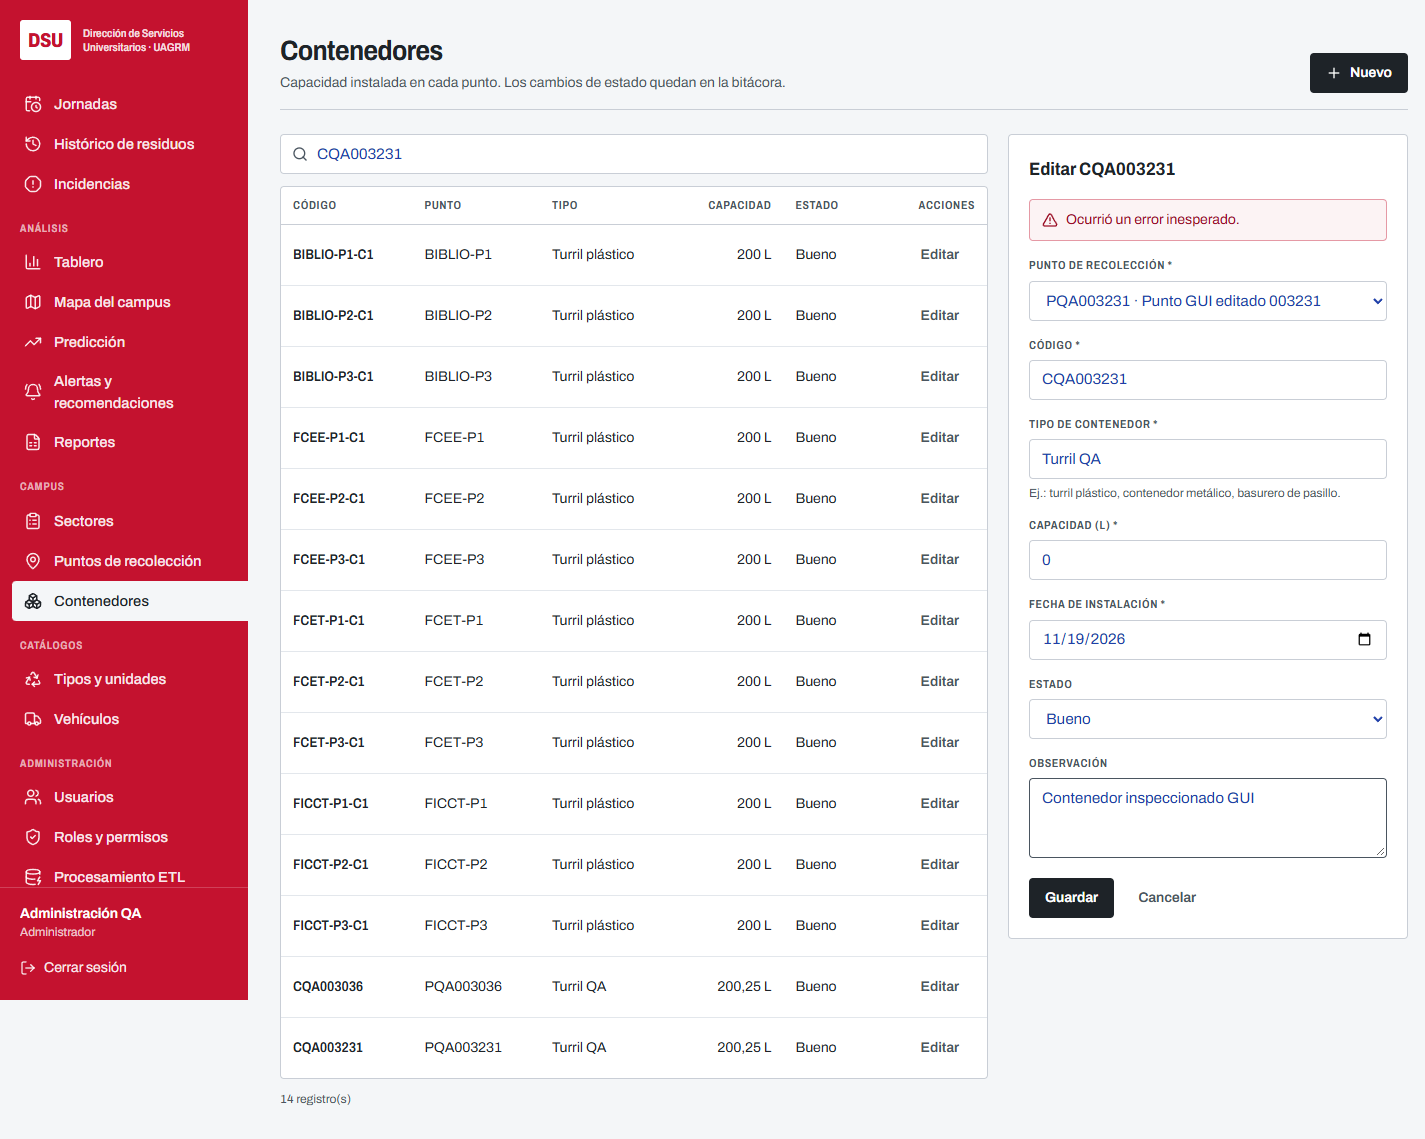 DSU
Dirección de Servicios
Universitarios · UAGRM
Jornadas
Histórico de residuos
Incidencias
ANÁLISIS
Tablero
Mapa del campus
Predicción
Alertas y
recomendaciones
Reportes
CAMPUS
Sectores
Puntos de recolección
Contenedores
CATÁLOGOS
Tipos y unidades
Vehículos
ADMINISTRACIÓN
Usuarios
Roles y permisos
Procesamiento ETL
Administración QA
Administrador
Cerrar sesión
Contenedores
Capacidad instalada en cada punto. Los cambios de estado quedan en la bitácora.
Nuevo
CQA003231
CÓDIGO PUNTO TIPO CAPACIDAD ESTADO ACCIONES
BIBLIO-P1-C1 BIBLIO-P1 Turril plástico 200 L Bueno Editar
BIBLIO-P2-C1 BIBLIO-P2 Turril plástico 200 L Bueno Editar
BIBLIO-P3-C1 BIBLIO-P3 Turril plástico 200 L Bueno Editar
FCEE-P1-C1 FCEE-P1 Turril plástico 200 L Bueno Editar
FCEE-P2-C1 FCEE-P2 Turril plástico 200 L Bueno Editar
FCEE-P3-C1 FCEE-P3 Turril plástico 200 L Bueno Editar
FCET-P1-C1 FCET-P1 Turril plástico 200 L Bueno Editar
FCET-P2-C1 FCET-P2 Turril plástico 200 L Bueno Editar
FCET-P3-C1 FCET-P3 Turril plástico 200 L Bueno Editar
FICCT-P1-C1 FICCT-P1 Turril plástico 200 L Bueno Editar
FICCT-P2-C1 FICCT-P2 Turril plástico 200 L Bueno Editar
FICCT-P3-C1 FICCT-P3 Turril plástico 200 L Bueno Editar
CQA003036 PQA003036 Turril QA 200,25 L Bueno Editar
CQA003231 PQA003231 Turril QA 200,25 L Bueno Editar
14 registro(s)
Editar CQA003231
Ocurrió un error inesperado.
PUNTO DE RECOLECCIÓN *
PQA003231 · Punto GUI editado 003231
CÓDIGO *
CQA003231
TIPO DE CONTENEDOR *
Turril QA
Ej.: turril plástico, contenedor metálico, basurero de pasillo.
CAPACIDAD (L) *
0
FECHA DE INSTALACIÓN *
11/19/2026
ESTADO
Bueno
OBSERVACIÓN
Contenedor inspeccionado GUI
Guardar Cancelar